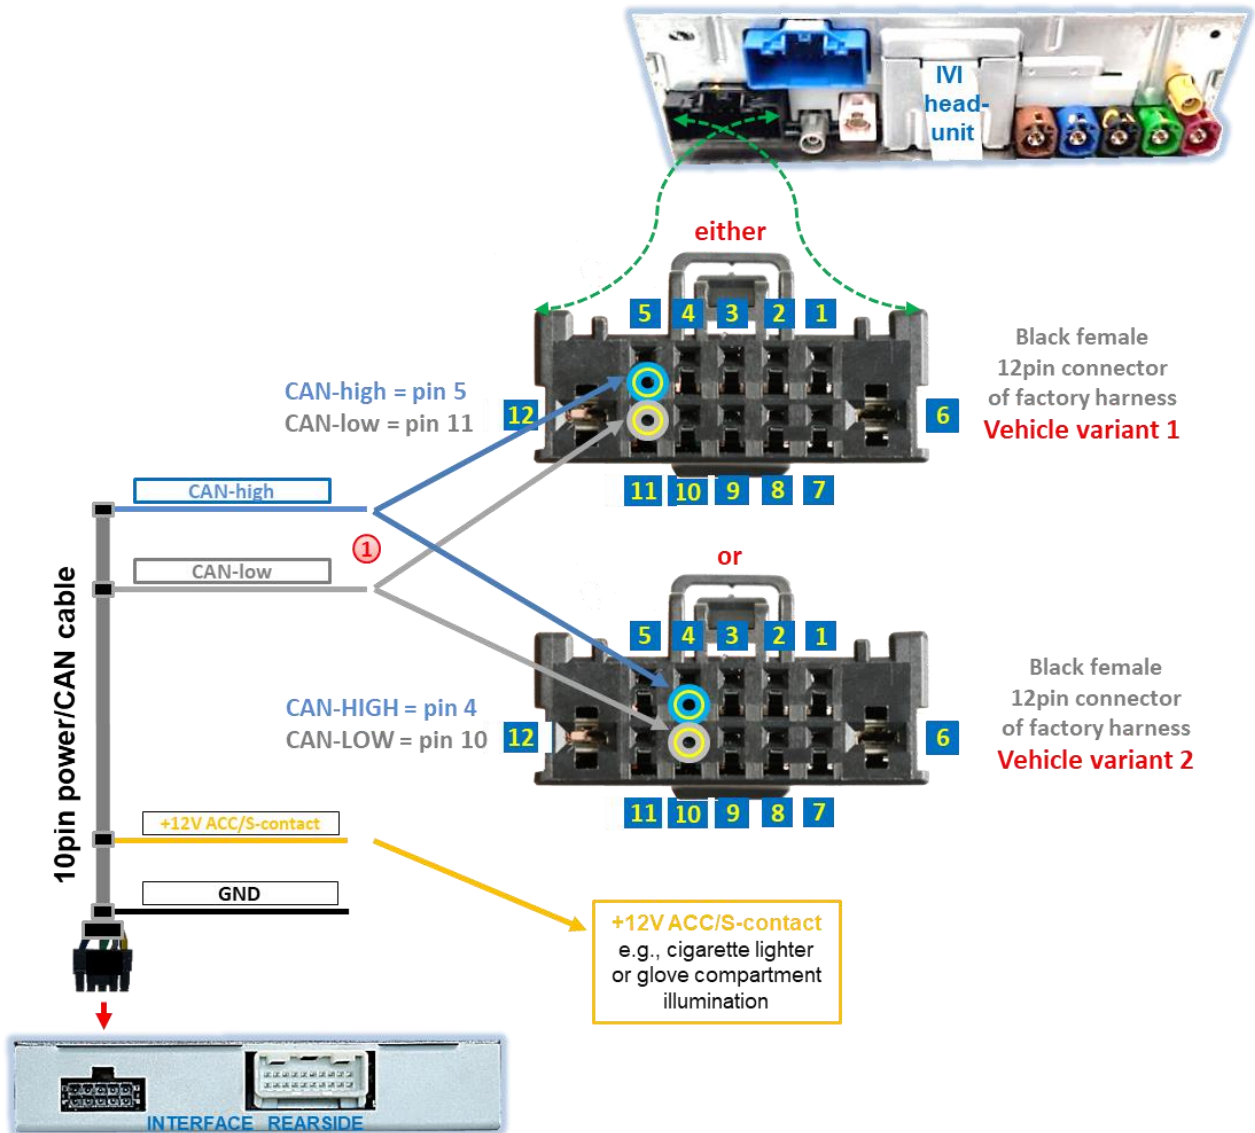 IVI
head-
unit
either
5 4 3 2 1
CAN-high = pin 5
CAN-low = pin 11
12
6
Black female
12pin connector
of factory harness
Vehicle variant 1
11 10 9 8 7
CAN-high
1
CAN-low
or
5 4 3 2 1
CAN-HIGH = pin 4
CAN-LOW = pin 10
12
6
Black female
12pin connector
of factory harness
Vehicle variant 2
11 10 9 8 7
10pin power/CAN cable
+12V ACC/S-contact
GND
+12V ACC/S-contact
e.g., cigarette lighter
or glove compartment
illumination
INTERFACE REARSIDE